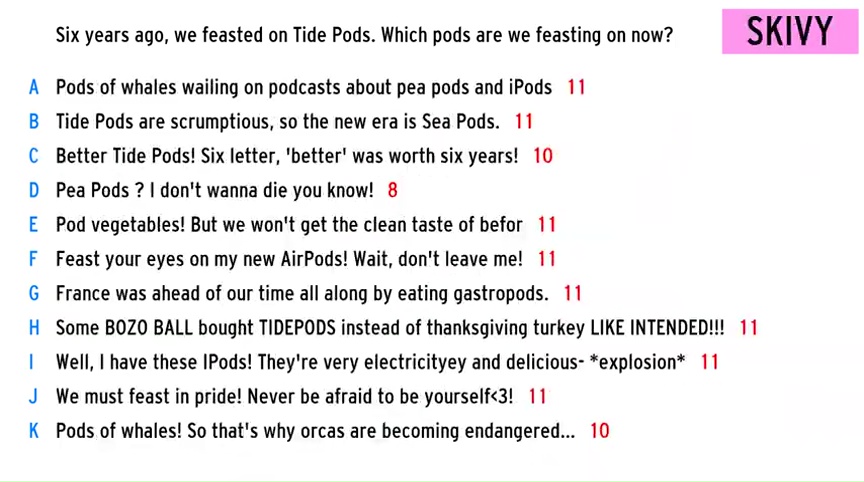 Six years ago, we feasted on Tide Pods. Which pods are we feasting on now?
SKIVY
A Pods of whales wailing on podcasts about pea pods and iPods 11
B Tide Pods are scrumptious, so the new era is Sea Pods. 11
C Better Tide Pods! Six letter, 'better' was worth six years! 10
D Pea Pods ? I don't wanna die you know! 8
E Pod vegetables! But we won't get the clean taste of befor 11
F Feast your eyes on my new AirPods! Wait, don't leave me! 11
G France was ahead of our time all along by eating gastropods. 11
H Some BOZO BALL bought TIDEPODS instead of thanksgiving turkey LIKE INTENDED!!! 11
I Well, I have these IPods! They're very electricityey and delicious- *explosion* 11
J We must feast in pride! Never be afraid to be yourself<3! 11
K Pods of whales! So that's why orcas are becoming endangered... 10